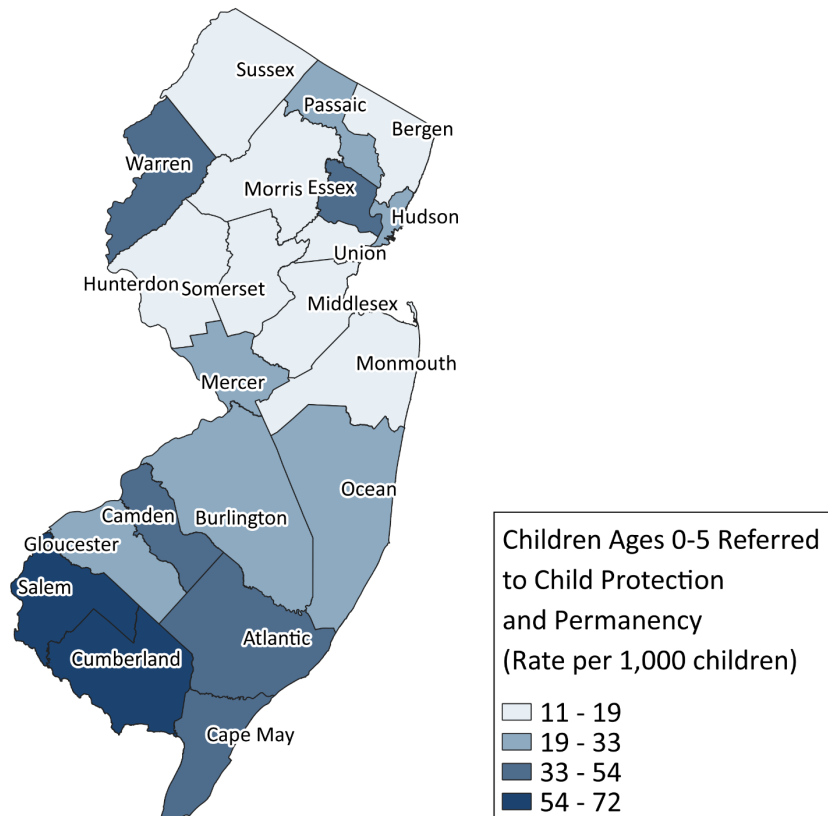 Sussex
Passaic
Bergen
Warren
Morris Essex
Hudson
Union
Hunterdon Somerset
Middlesex
Monmouth
Mercer
Ocean
Camden Burlington
Gloucester
Salem
Atlantic
Cumberland
Cape May
Children Ages 0-5 Referred
to Child Protection
and Permanency
(Rate per 1,000 children)
11 - 19
19 - 33
33 - 54
54 - 72